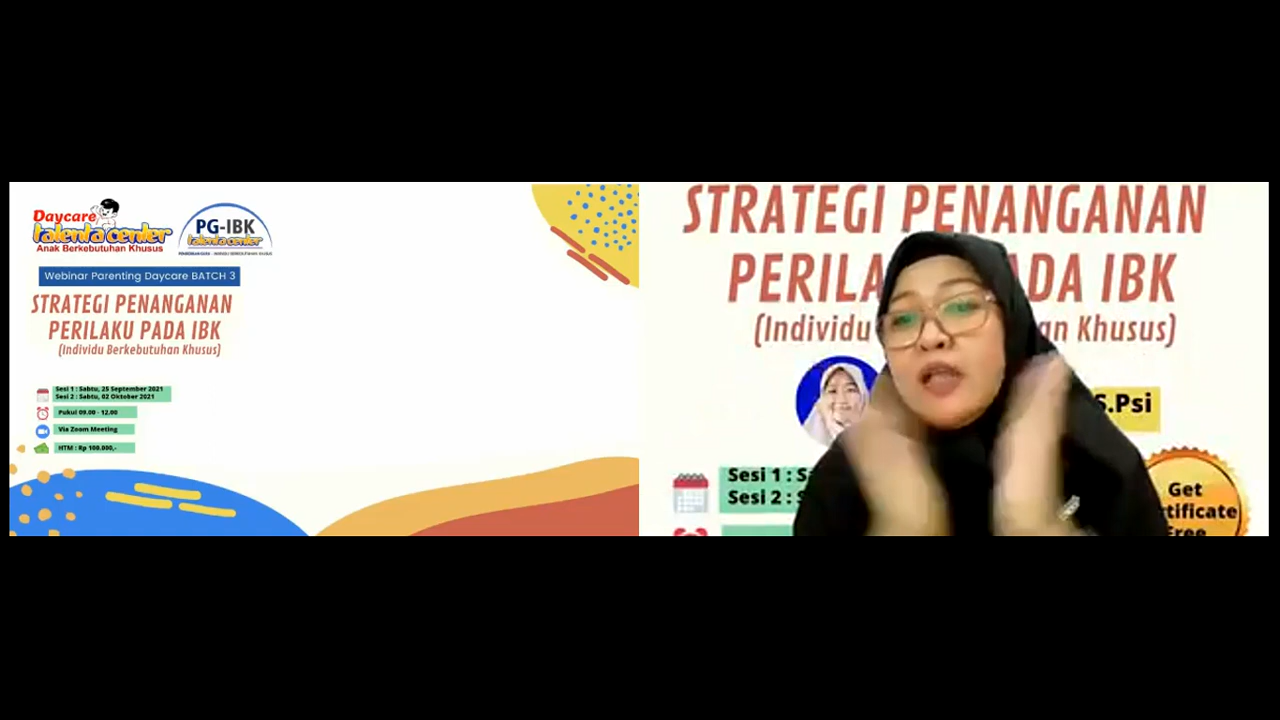 Daycare
talenta center
Anak Berkebutuhan Khusus
PG-IBK
talenta center
Webinar Parenting Daycare BATCH 3
STRATEGI PENANGANAN
PERILAKU PADA IBK
(Individu Berkebutuhan Khusus)
Sesi 1 : Sabtu, 25 September 2021
Sesi 2 : Sabtu, 02 Oktober 2021
Pukul 09.00 - 12.00
Via Zoom Meeting
HTM : Rp 100.000,-
STRATEGI PENANGANAN
PERILA ADA IBK
(Individu an Khusus)
S.Psi
Sesi 1 : Sa
Sesi 2 : S
Get
rtificate
Free